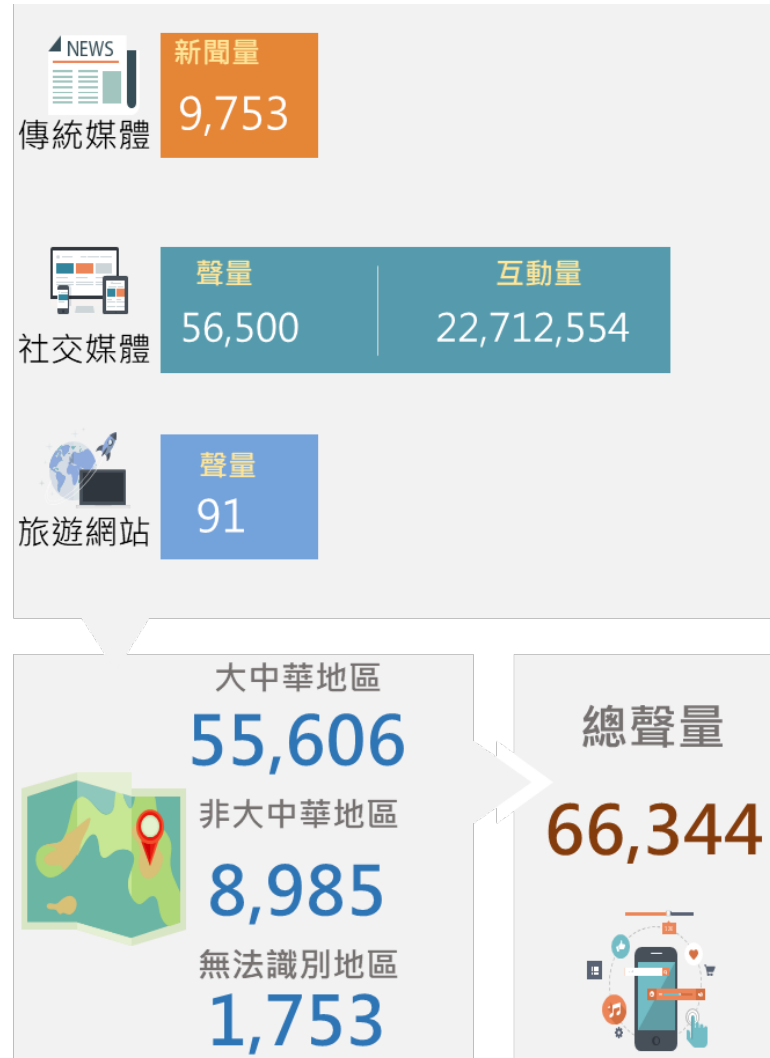 NEWS
傳統媒體
新聞量
9,753
社交媒體
聲量
56,500
互動量
22,712,554
旅遊網站
聲量
91
大中華地區
55,606
非大中華地區
8,985
無法識別地區
1,753
總聲量
66,344